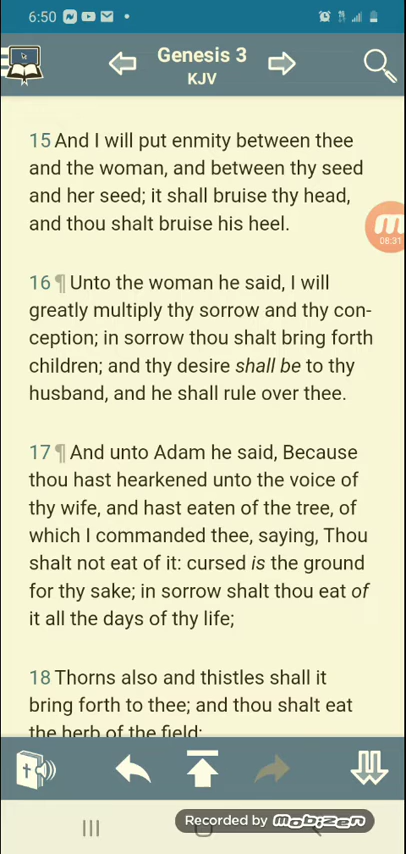 6:50
Genesis 3
KJV
08:31
15 And I will put enmity between thee
and the woman, and between thy seed
and her seed; it shall bruise thy head,
and thou shalt bruise his heel.
16 ¶ Unto the woman he said, I will
greatly multiply thy sorrow and thy con-
ception; in sorrow thou shalt bring forth
children; and thy desire shall be to thy
husband, and he shall rule over thee.
17 ¶ And unto Adam he said, Because
thou hast hearkened unto the voice of
thy wife, and hast eaten of the tree, of
which I commanded thee, saying, Thou
shalt not eat of it: cursed is the ground
for thy sake; in sorrow shalt thou eat of
it all the days of thy life;
18 Thorns also and thistles shall it
bring forth to thee; and thou shalt eat
the herb of the field;
Recorded by mobizen